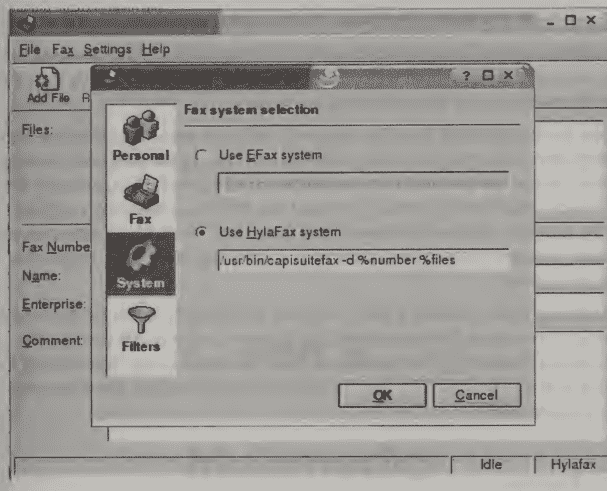 File Fax Settings Help
Add File
Files:
Fax Numbe
Name:
Enterprise:
Comment:
Fax system selection
Personal
Fax
System
Filters
Use EFax system
Use HylaFax system
/usr/bin/capisuitefax -d %number %files
OK Cancel
Idle Hylafax